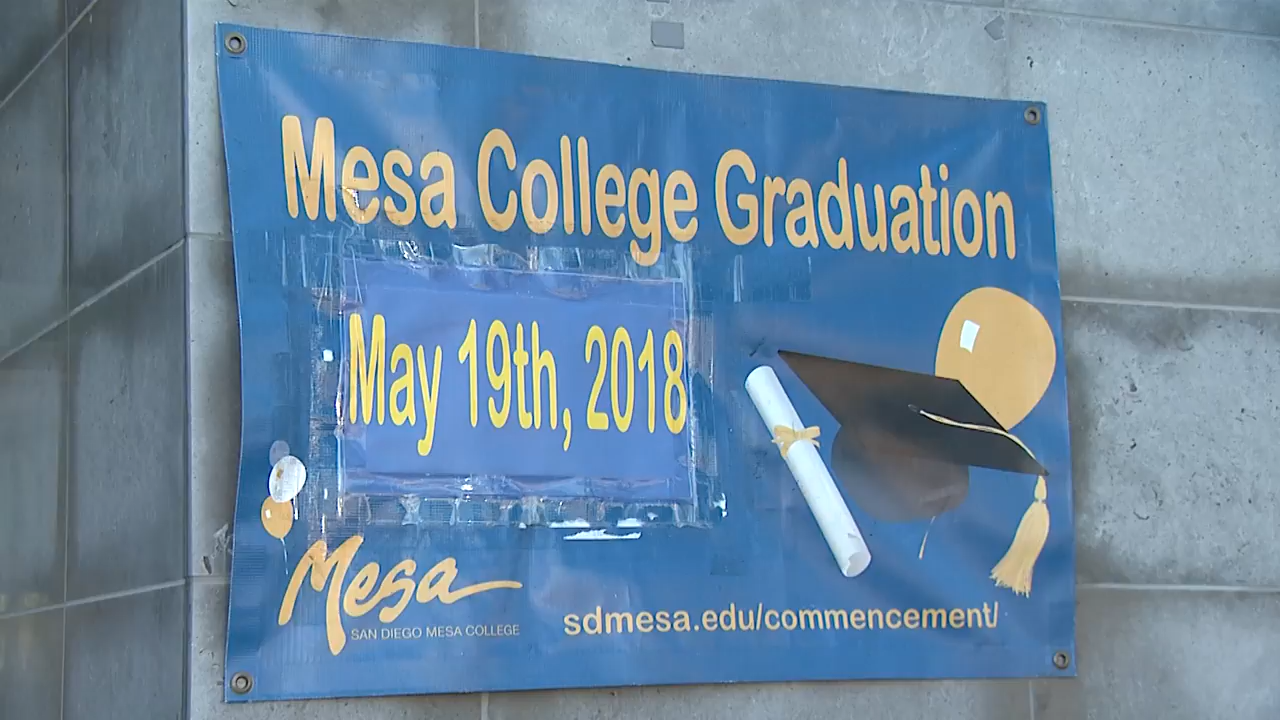 Mesa College Graduation
May 19th, 2018
Mesa
SAN DIEGO MESA COLLEGE
sdmesa.edu/commencement/